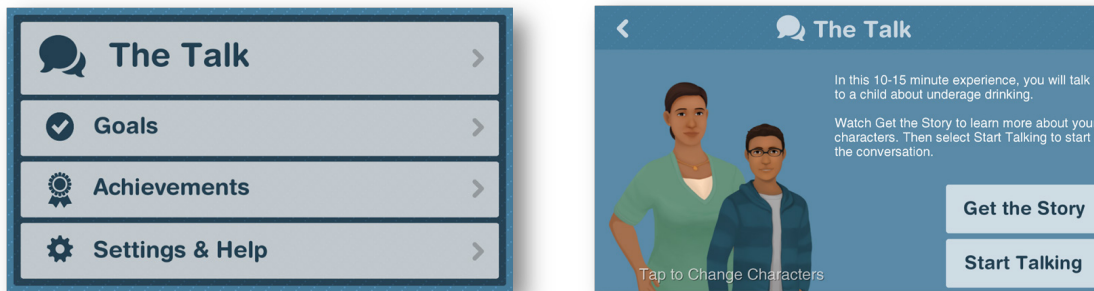 The Talk
Goals
Achievements
Settings & Help
The Talk
In this 10-15 minute experience, you will talk
to a child about underage drinking.
Watch Get the Story to learn more about your
characters. Then select Start Talking to start
the conversation.
Get the Story
Start Talking
Tap to Change Characters